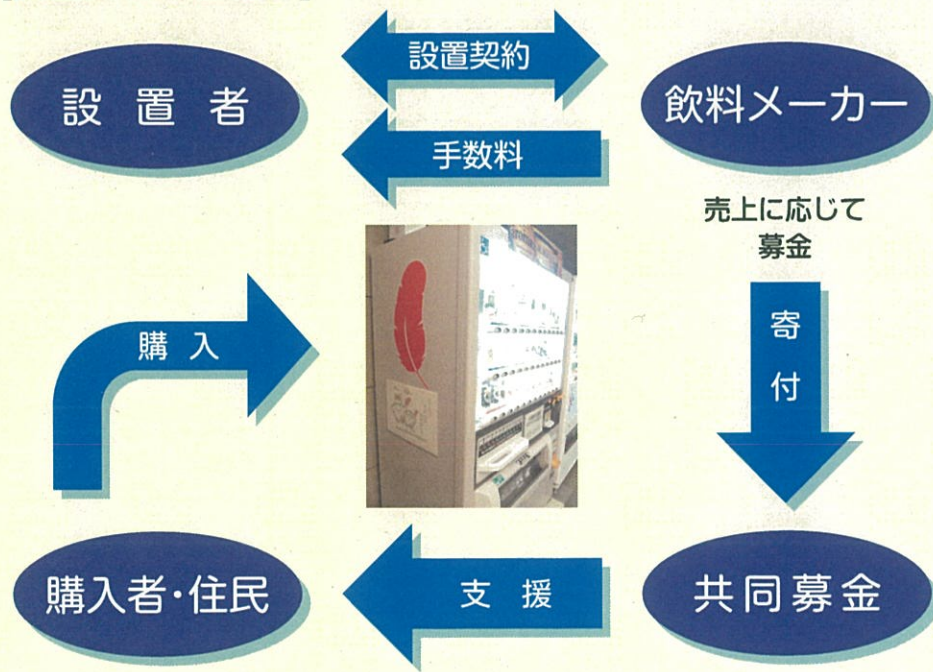 設置者
設置契約
飲料メーカー
手数料
売上に応じて
募金
購入
寄付
購入者・住民
支援
共同募金